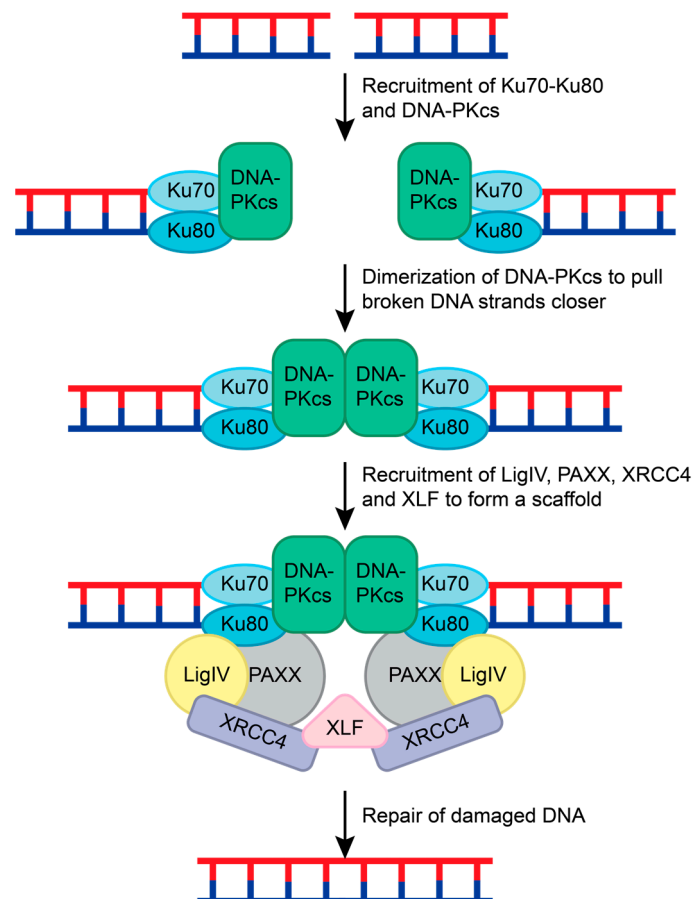 Recruitment of Ku70-Ku80
and DNA-PKcs
Ku70
Ku80
DNA-
PKcs
DNA-
PKcs
Ku70
Ku80
Dimerization of DNA-PKcs to pull
broken DNA strands closer
Ku70
Ku80
DNA-
PKcs
DNA-
PKcs
Ku70
Ku80
Recruitment of LigIV, PAXX, XRCC4
and XLF to form a scaffold
Ku70
Ku80
DNA-
PKcs
DNA-
PKcs
Ku70
Ku80
LigIV
PAXX
PAXX
LigIV
XRCC4
XLF
XRCC4
Repair of damaged DNA